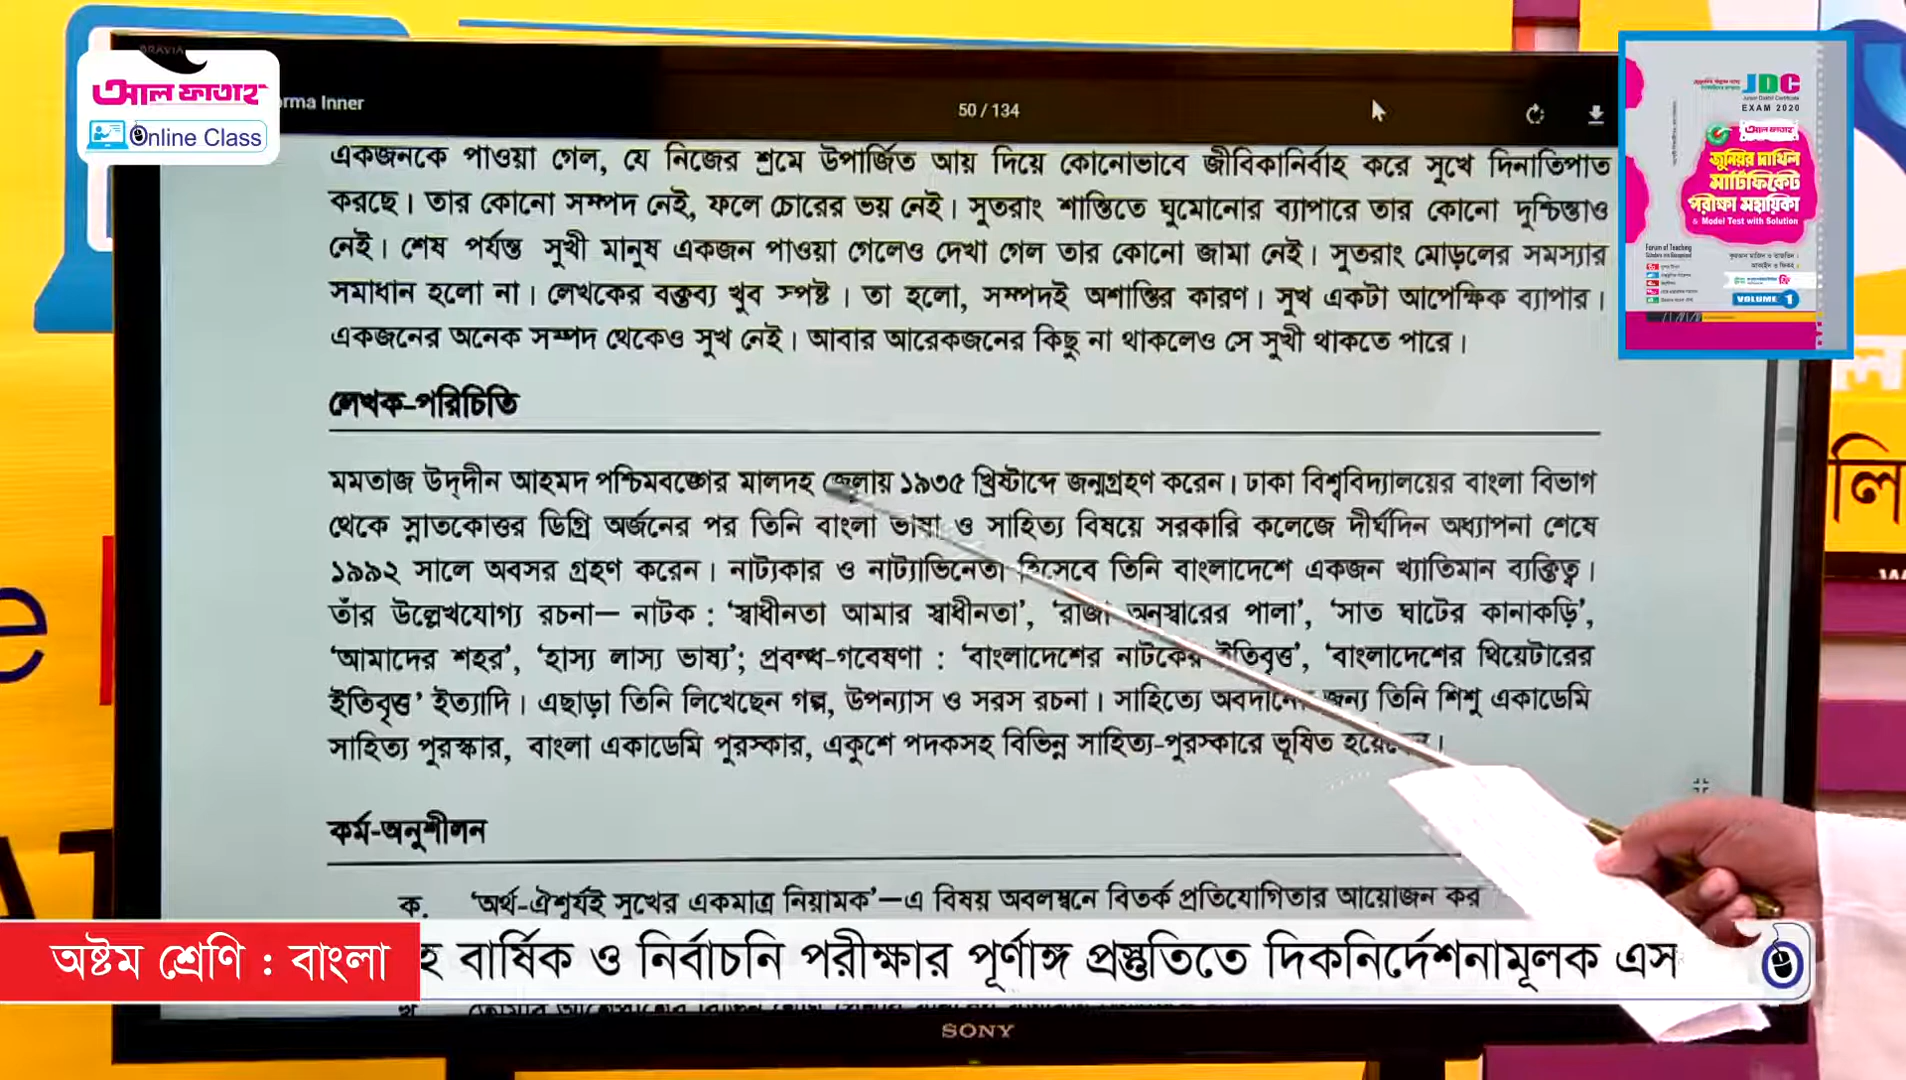 BRAVIA
আল ফাতাহ
Online Class
orma Inner
50 / 134
JDC
EXAM 2020
আল ফাতাহ
জুনিয়র দাখিল
সার্টিফিকেট
পরীক্ষা সহায়িকা
& Model Test with Solution
VOLUME 1
একজনকে পাওয়া গেল, যে নিজের শ্রমে উপার্জিত আয় দিয়ে কোনোভাবে জীবিকানির্বাহ করে সুখে দিনাতিপাত
করছে। তার কোনো সম্পদ নেই, ফলে চোরের ভয় নেই। সুতরাং শান্তিতে ঘুমোনোর ব্যাপারে তার কোনো দুশ্চিন্তাও
নেই। শেষ পর্যন্ত সুখী মানুষ একজন পাওয়া গেলেও দেখা গেল তার কোনো জামা নেই। সুতরাং মোড়লের সমস্যার
সমাধান হলো না। লেখকের বক্তব্য খুব স্পষ্ট। তা হলো, সম্পদই অশান্তির কারণ। সুখ একটা আপেক্ষিক ব্যাপার।
একজনের অনেক সম্পদ থেকেও সুখ নেই। আবার আরেকজনের কিছু না থাকলেও সে সুখী থাকতে পারে।
লেখক-পরিচিতি
মমতাজ উদ্‌দীন আহমদ পশ্চিমবঙ্গের মালদহ জেলায় ১৯৩৫ খ্রিষ্টাব্দে জন্মগ্রহণ করেন। ঢাকা বিশ্ববিদ্যালয়ের বাংলা বিভাগ
থেকে স্নাতকোত্তর ডিগ্রি অর্জনের পর তিনি বাংলা ভাষা ও সাহিত্য বিষয়ে সরকারি কলেজে দীর্ঘদিন অধ্যাপনা শেষে
১৯৯২ সালে অবসর গ্রহণ করেন। নাট্যকার ও নাট্যাভিনেতা হিসেবে তিনি বাংলাদেশে একজন খ্যাতিমান ব্যক্তিত্ব।
তাঁর উল্লেখযোগ্য রচনা— নাটক : ‘স্বাধীনতা আমার স্বাধীনতা’, ‘রাজা অনুস্বারের পালা’, ‘সাত ঘাটের কানাকড়ি’,
‘আমাদের শহর’, ‘হাস্য লাস্য ভাষ্য’; প্রবন্ধ-গবেষণা : ‘বাংলাদেশের নাটকের ইতিবৃত্ত’, ‘বাংলাদেশের থিয়েটারের
ইতিবৃত্ত’ ইত্যাদি। এছাড়া তিনি লিখেছেন গল্প, উপন্যাস ও সরস রচনা। সাহিত্যে অবদানের জন্য তিনি শিশু একাডেমি
সাহিত্য পুরস্কার, বাংলা একাডেমি পুরস্কার, একুশে পদকসহ বিভিন্ন সাহিত্য-পুরস্কারে ভূষিত হয়েছেন।
কর্ম-অনুশীলন
ক. ‘অর্থ-ঐশ্বর্যই সুখের একমাত্র নিয়ামক’—এ বিষয় অবলম্বনে বিতর্ক প্রতিযোগিতার আয়োজন কর
অষ্টম শ্রেণি : বাংলা
হ বার্ষিক ও নির্বাচনি পরীক্ষার পূর্ণাঙ্গ প্রস্তুতিতে দিকনির্দেশনামূলক এস
SONY